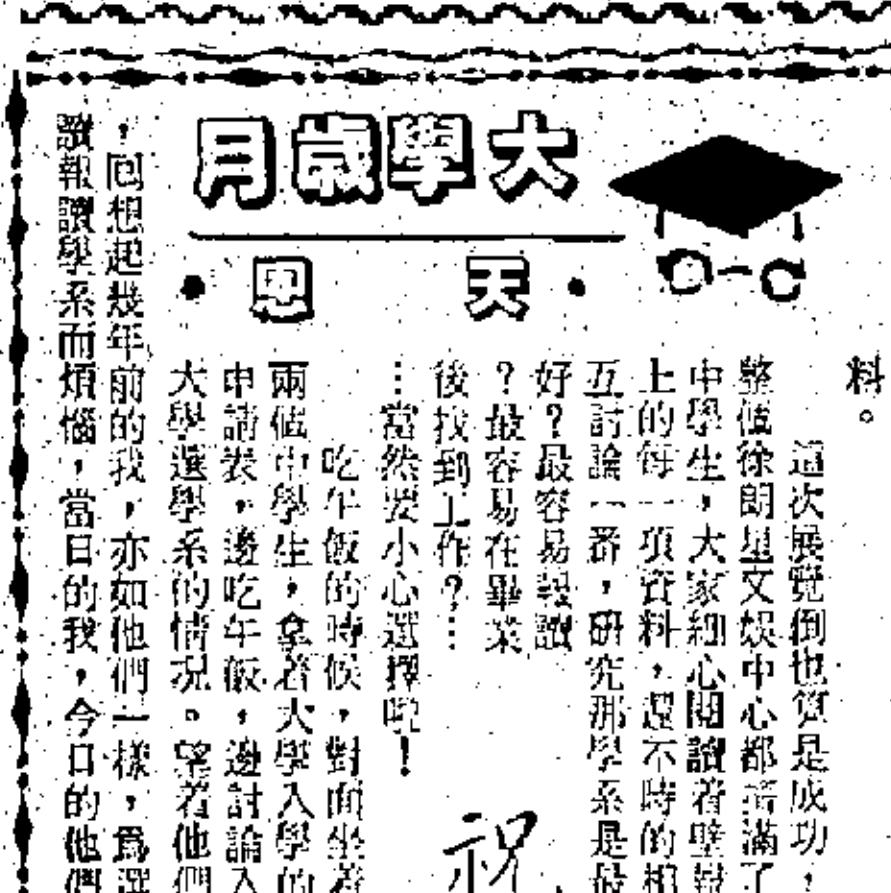 大學歲月
·天恩·
料。
這次展覽倒也算是成功，
整個徐朗星文娛中心都擠滿了
中學生，大家細心閱讀着壁報
上的每一項資料，還不時的相
互討論一番，研究那學系是最
好？最容易報讀
？最容易在畢業
後找到工作？…
…當然要小心選擇呢！
吃午飯的時候，對面坐着
兩個中學生，拿着大學入學的
申請表，邊吃午飯，邊討論入
大學選學系的情況。望着他們
，回想起幾年前的我，亦如他們一樣，爲選
讀報讀學系而煩惱，當日的我，今日的他們
祝